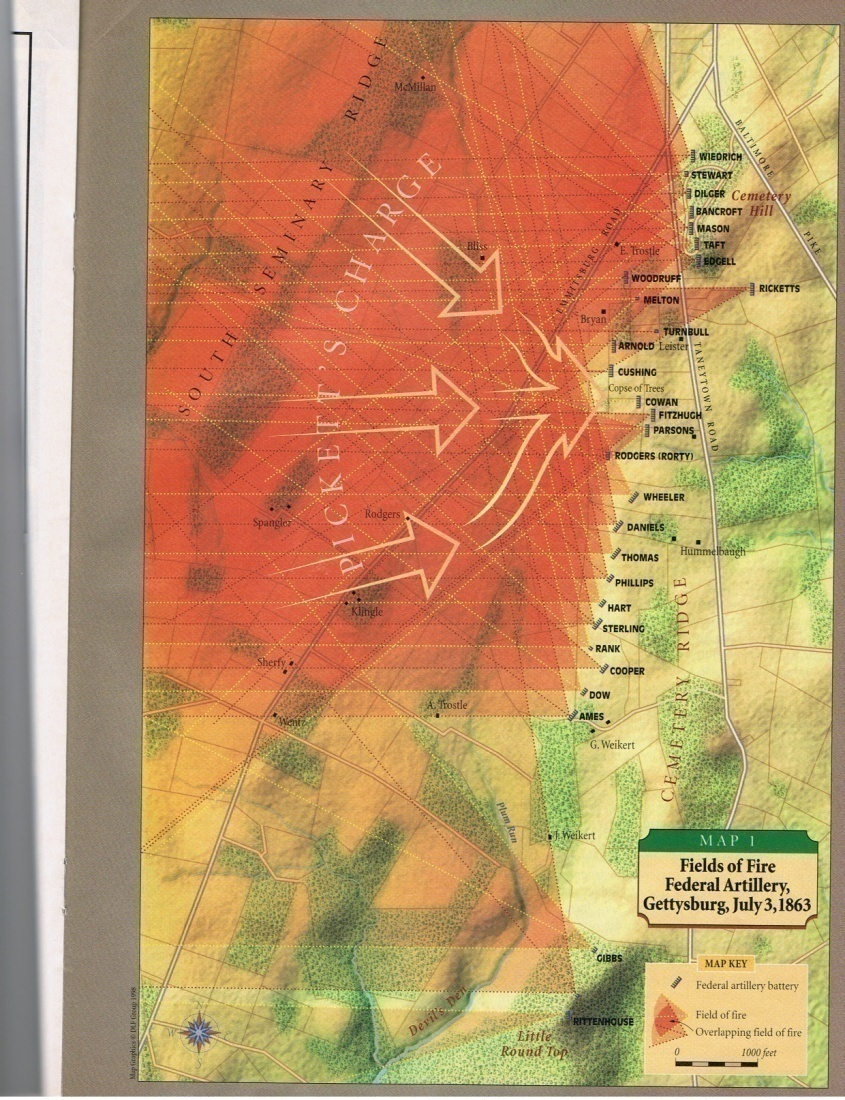 McMillan
SOUTH SEMINARY RIDGE
PICKETT'S CHARGE
BALTIMORE PIKE
WIEDRICH
STEWART
DILGER
Cemetery
Hill
BANCROFT
MASON
TAFT
EDGELL
EMMITSBURG ROAD
E. Trostle
Bliss
WOODRUFF
RICKETTS
MELTON
Bryan
TURNBULL
ARNOLD
Leister
TANEYTOWN ROAD
CUSHING
Copse of Trees
COWAN
FITZHUGH
PARSONS
RODGERS (RORTY)
WHEELER
Spangler
Rodgers
DANIELS
Hummelbaugh
THOMAS
PHILLIPS
Klingle
HART
STERLING
RANK
Sherfy
COOPER
CEMETERY RIDGE
DOW
A. Trostle
Wentz
AMES
G. Weikert
Plum Run
J. Weikert
MAP 1
Fields of Fire
Federal Artillery,
Gettysburg, July 3, 1863
GIBBS
MAP KEY
Federal artillery battery
Field of fire
Overlapping field of fire
0 1000 feet
Devil's Den
RITTENHOUSE
Little
Round Top
Map Graphics © DLF Group 1998